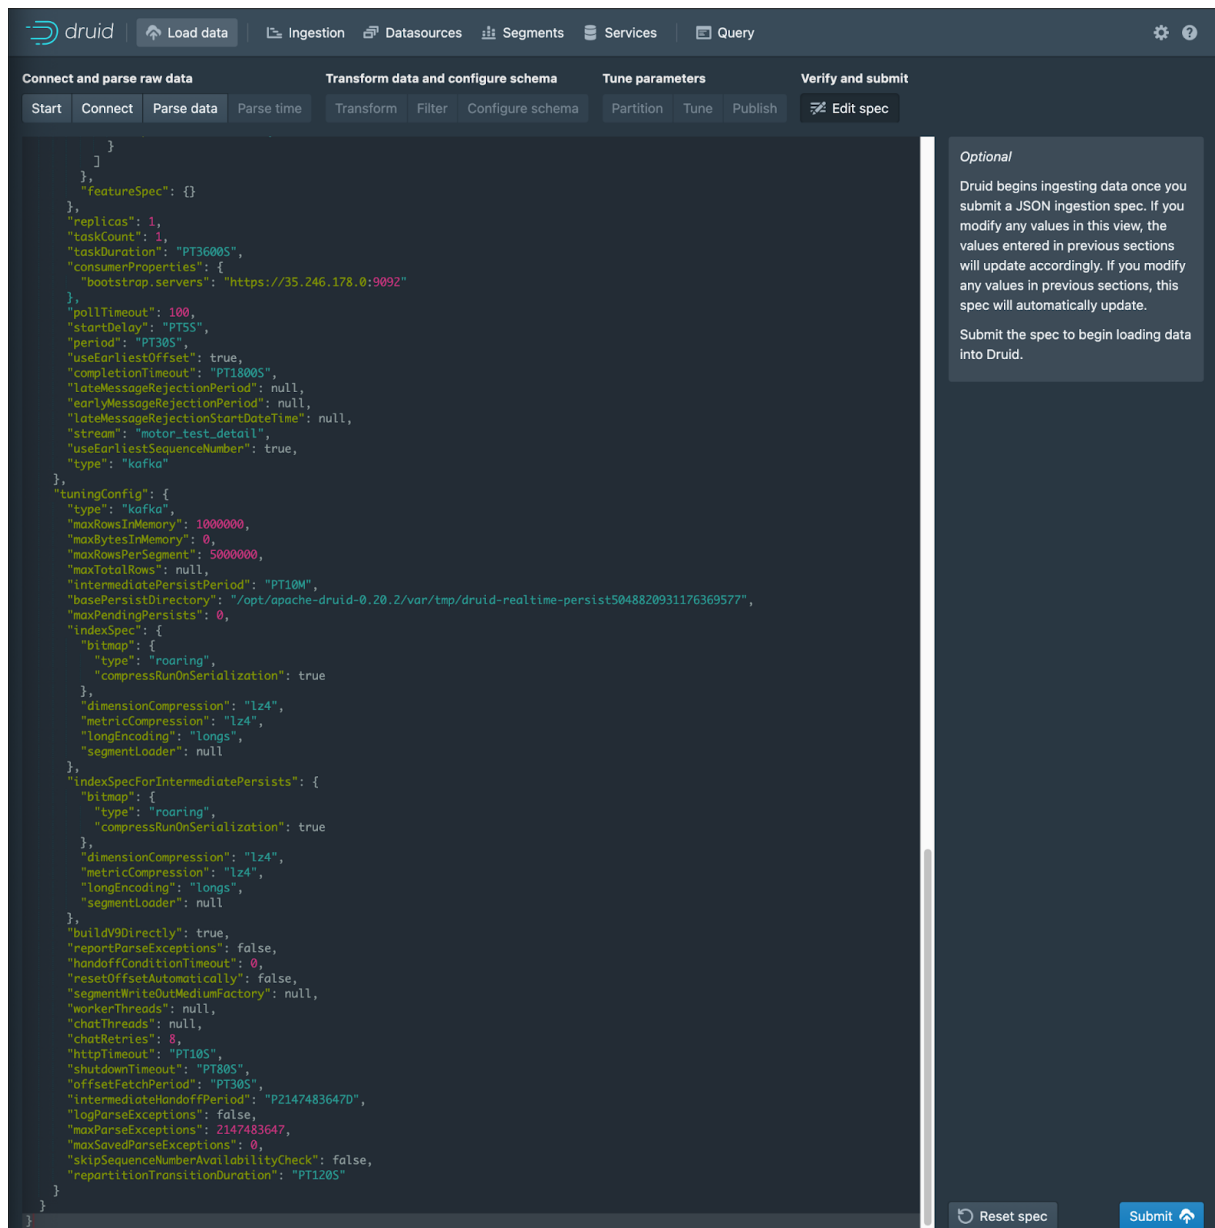 druid
Load data
Ingestion
Datasources
Segments
Services
Query
Connect and parse raw data
Transform data and configure schema
Tune parameters
Verify and submit
Start
Connect
Parse data
Parse time
Transform
Filter
Configure schema
Partition
Tune
Publish
Edit spec
}
]
},
"featureSpec": {}
},
"replicas": 1,
"taskCount": 1,
"taskDuration": "PT3600S",
"consumerProperties": {
"bootstrap.servers": "https://35.246.178.0:9092"
},
"pollTimeout": 100,
"startDelay": "PT5S",
"period": "PT30S",
"useEarliestOffset": true,
"completionTimeout": "PT1800S",
"lateMessageRejectionPeriod": null,
"earlyMessageRejectionPeriod": null,
"lateMessageRejectionStartDateTime": null,
"stream": "motor_test_detail",
"useEarliestSequenceNumber": true,
"type": "kafka"
},
"tuningConfig": {
"type": "kafka",
"maxRowsInMemory": 1000000,
"maxBytesInMemory": 0,
"maxRowsPerSegment": 5000000,
"maxTotalRows": null,
"intermediatePersistPeriod": "PT10M",
"basePersistDirectory": "/opt/apache-druid-0.20.2/var/tmp/druid-realtime-persist5048820931176369577",
"maxPendingPersists": 0,
"indexSpec": {
"bitmap": {
"type": "roaring",
"compressRunOnSerialization": true
},
"dimensionCompression": "lz4",
"metricCompression": "lz4",
"longEncoding": "longs",
"segmentLoader": null
},
"indexSpecForIntermediatePersists": {
"bitmap": {
"type": "roaring",
"compressRunOnSerialization": true
},
"dimensionCompression": "lz4",
"metricCompression": "lz4",
"longEncoding": "longs",
"segmentLoader": null
},
"buildV9Directly": true,
"reportParseExceptions": false,
"handoffConditionTimeout": 0,
"resetOffsetAutomatically": false,
"segmentWriteOutMediumFactory": null,
"workerThreads": null,
"chatThreads": null,
"chatRetries": 8,
"httpTimeout": "PT10S",
"shutdownTimeout": "PT80S",
"offsetFetchPeriod": "PT30S",
"intermediateHandoffPeriod": "P2147483647D",
"logParseExceptions": false,
"maxParseExceptions": 2147483647,
"maxSavedParseExceptions": 0,
"skipSequenceNumberAvailabilityCheck": false,
"repartitionTransitionDuration": "PT120S"
}
}
}
Optional
Druid begins ingesting data once you
submit a JSON ingestion spec. If you
modify any values in this view, the
values entered in previous sections
will update accordingly. If you modify
any values in previous sections, this
spec will automatically update.
Submit the spec to begin loading data
into Druid.
Reset spec
Submit